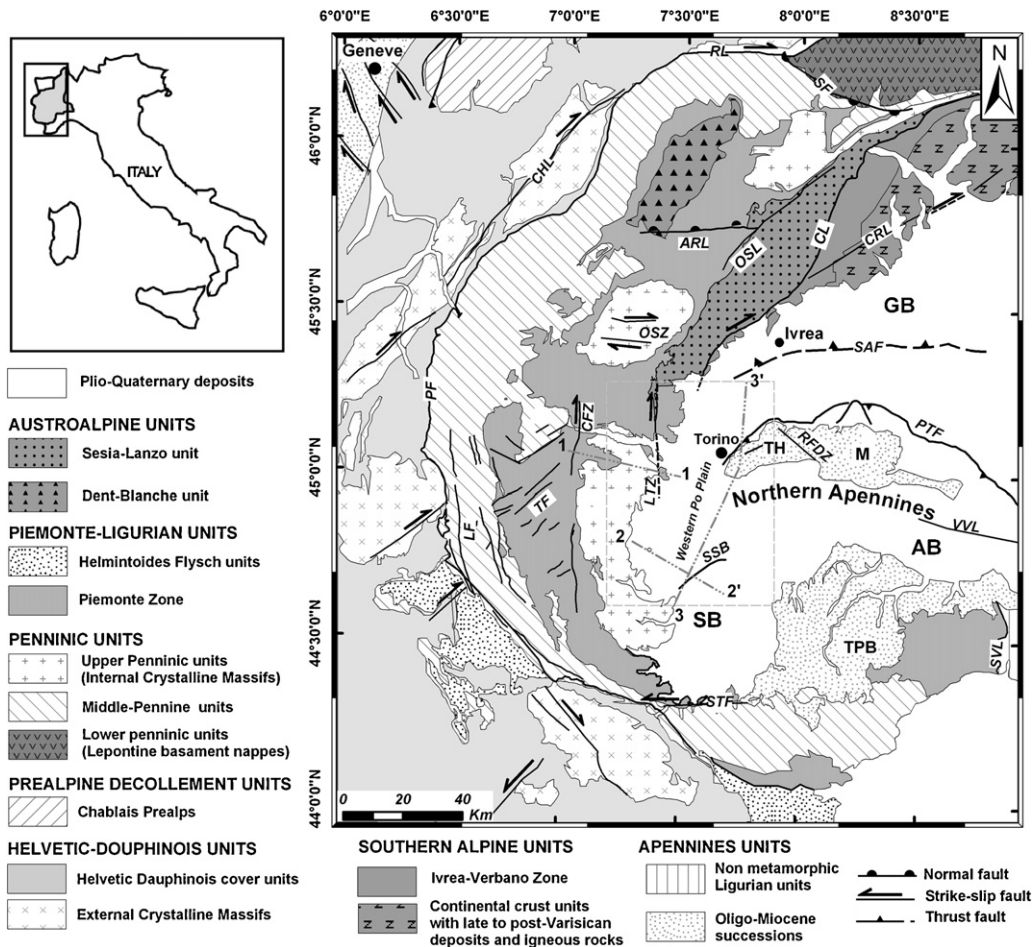 6°0'0"E
6°30'0"E
7°0'0"E
7°30'0"E
8°0'0"E
8°30'0"E
46°0'0"N
45°30'0"N
45°0'0"N
44°30'0"N
44°0'0"N
ITALY
Geneve
RL
SF
N
CHL
ARL
OSL
CL
CRL
GB
OSZ
Ivrea
SAF
PF
3'
CFZ
1
1
Torino
TH
RFDZ
M
PTF
LTZ
Western Po Plain
Northern Apennines
TF
LF
VVL
AB
2
SSB
2'
3
SB
TPB
SVL
STF
0 10 20 40
Km
Plio-Quaternary deposits
AUSTROALPINE UNITS
Sesia-Lanzo unit
Dent-Blanche unit
PIEMONTE-LIGURIAN UNITS
Helmintoides Flysch units
Piemonte Zone
PENNINIC UNITS
Upper Penninic units
(Internal Crystalline Massifs)
Middle-Pennine units
Lower penninic units
(Lepontine basament nappes)
PREALPINE DECOLLEMENT UNITS
Chablais Prealps
HELVETIC-DOUPHINOIS UNITS
Helvetic Dauphinois cover units
External Crystalline Massifs
SOUTHERN ALPINE UNITS
Ivrea-Verbano Zone
Continental crust units
with late to post-Varisican
deposits and igneous rocks
APENNINES UNITS
Non metamorphic
Ligurian units
Oligo-Miocene
successions
Normal fault
Strike-slip fault
Thrust fault